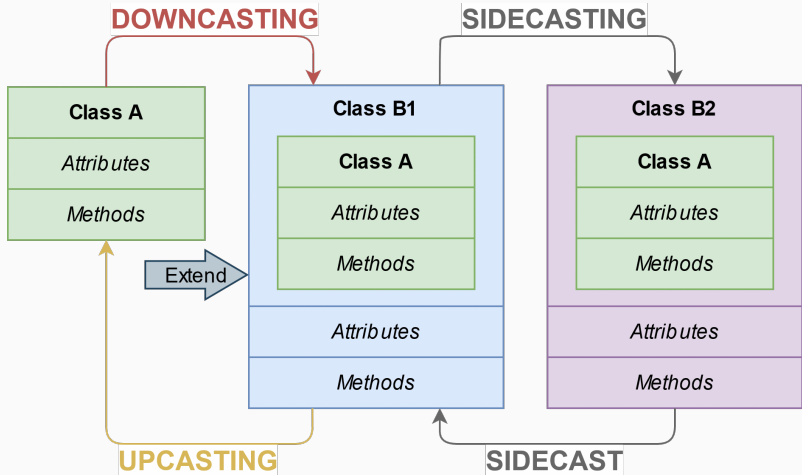 DOWNCASTING
SIDECASTING
Class A
Attributes
Methods
Extend
Class B1
Class A
Attributes
Methods
Attributes
Methods
Class B2
Class A
Attributes
Methods
Attributes
Methods
UPCASTING
SIDECAST